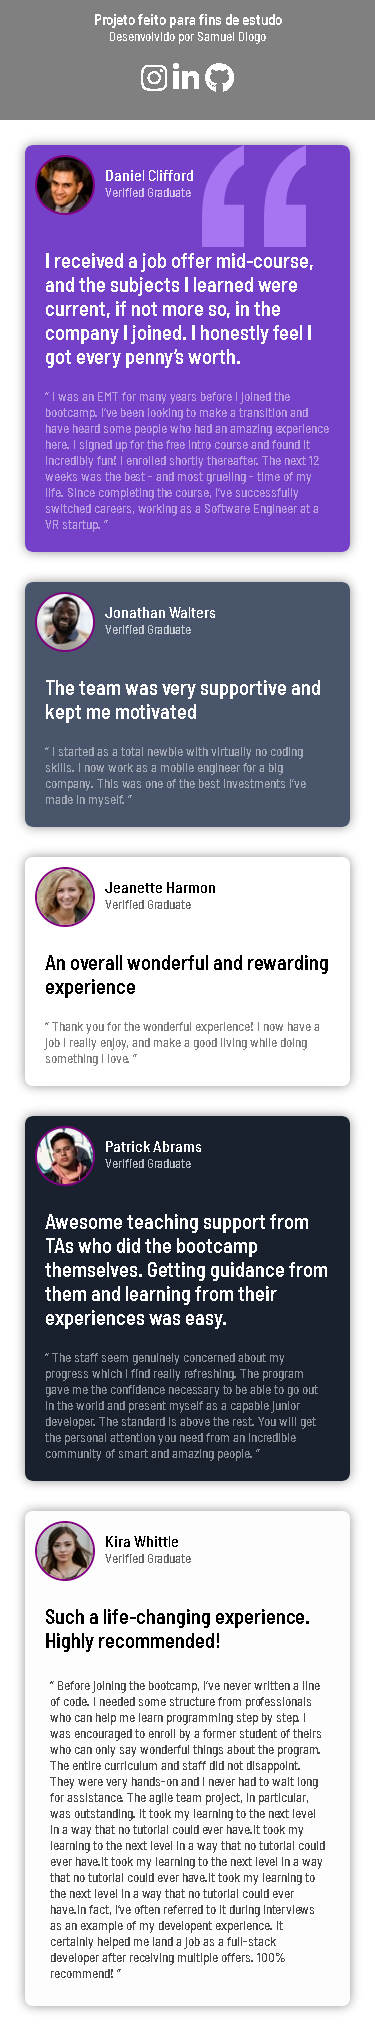 Projeto feito para fins de estudo
Desenvolvido por Samuel Diogo
Daniel Clifford
Verified Graduate
I received a job offer mid-course,
and the subjects I learned were
current, if not more so, in the
company I joined. I honestly feel I
got every penny's worth.
“ I was an EMT for many years before I joined the
bootcamp. I've been looking to make a transition and
have heard some people who had an amazing experience
here. I signed up for the free intro course and found it
incredibly fun! I enrolled shortly thereafter. The next 12
weeks was the best - and most grueling - time of my
life. Since completing the course, I've successfully
switched careers, working as a Software Engineer at a
VR startup. ”
Jonathan Walters
Verified Graduate
The team was very supportive and
kept me motivated
“ I started as a total newbie with virtually no coding
skills. I now work as a mobile engineer for a big
company. This was one of the best investments I've
made in myself. ”
Jeanette Harmon
Verified Graduate
An overall wonderful and rewarding
experience
“ Thank you for the wonderful experience! I now have a
job I really enjoy, and make a good living while doing
something I love. ”
Patrick Abrams
Verified Graduate
Awesome teaching support from
TAs who did the bootcamp
themselves. Getting guidance from
them and learning from their
experiences was easy.
“ The staff seem genuinely concerned about my
progress which I find really refreshing. The program
gave me the confidence necessary to be able to go out
in the world and present myself as a capable junior
developer. The standard is above the rest. You will get
the personal attention you need from an incredible
community of smart and amazing people. ”
Kira Whittle
Verified Graduate
Such a life-changing experience.
Highly recommended!
“ Before joining the bootcamp, I've never written a line
of code. I needed some structure from professionals
who can help me learn programming step by step. I
was encouraged to enroll by a former student of theirs
who can only say wonderful things about the program.
The entire curriculum and staff did not disappoint.
They were very hands-on and I never had to wait long
for assistance. The agile team project, in particular,
was outstanding. It took my learning to the next level
in a way that no tutorial could ever have.It took my
learning to the next level in a way that no tutorial could
ever have.It took my learning to the next level in a way
that no tutorial could ever have.It took my learning to
the next level in a way that no tutorial could ever
have.In fact, I've often referred to it during interviews
as an example of my developent experience. It
certainly helped me land a job as a full-stack
developer after receiving multiple offers. 100%
recommend! ”